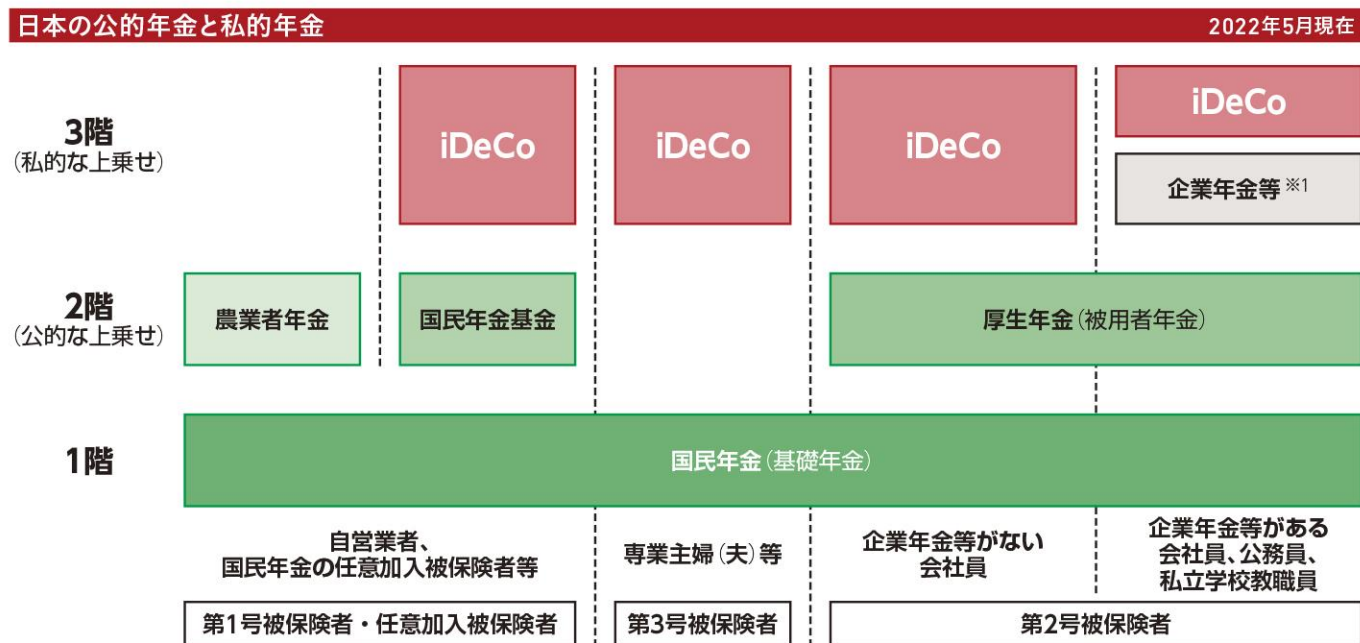 日本の公的年金と私的年金
2022年5月現在
3階
(私的な上乗せ)
iDeCo
iDeCo
iDeCo
iDeCo
企業年金等※1
2階
(公的な上乗せ)
農業者年金
国民年金基金
厚生年金(被用者年金)
1階
国民年金(基礎年金)
自営業者、
国民年金の任意加入被保険者等
専業主婦(夫)等
企業年金等がない
会社員
企業年金等がある
会社員、公務員、
私立学校教職員
第1号被保険者・任意加入被保険者
第3号被保険者
第2号被保険者